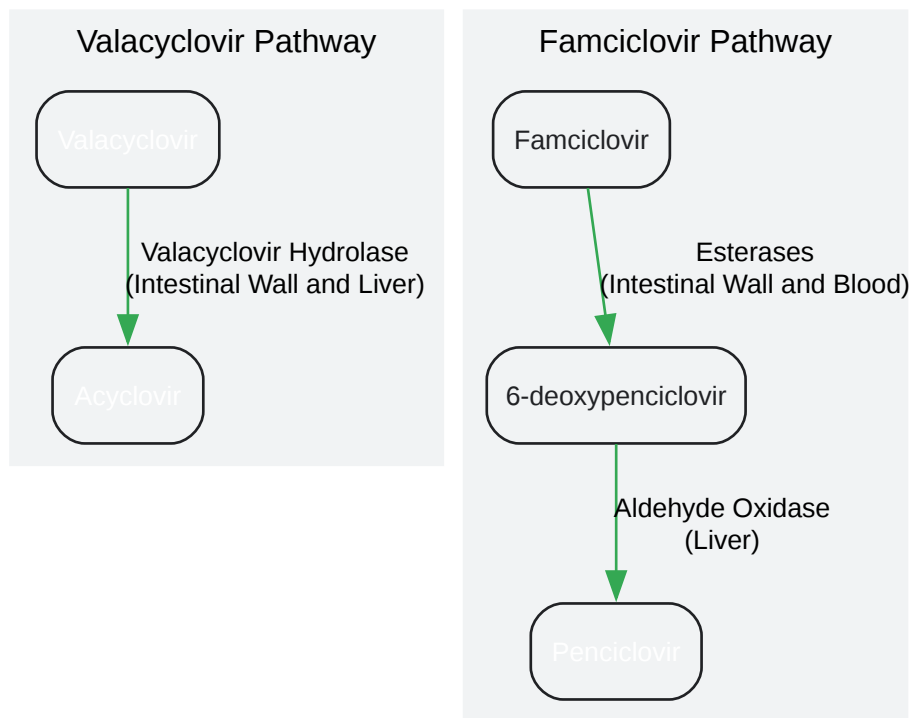 Valacyclovir Pathway
Valacyclovir
Valacyclovir Hydrolase
(Intestinal Wall and Liver)
Acyclovir
Famciclovir Pathway
Famciclovir
Esterases
(Intestinal Wall and Blood)
6-deoxypenciclovir
Aldehyde Oxidase
(Liver)
Penciclovir